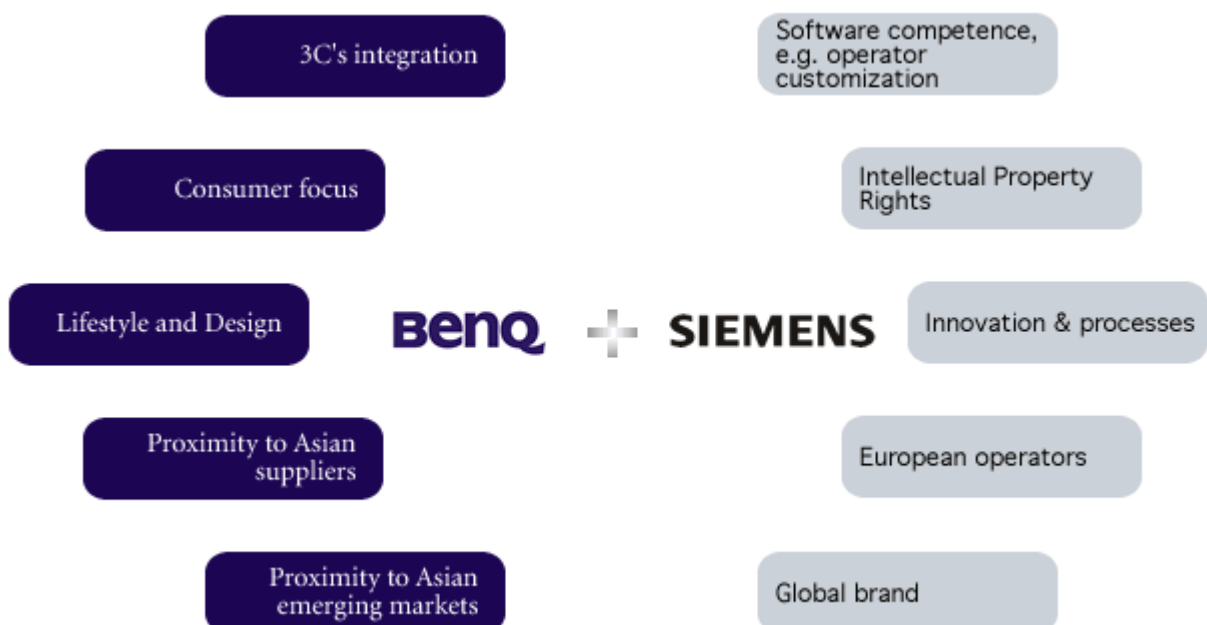 3C's integration
Software competence,
e.g. operator
customization
Consumer focus
Intellectual Property
Rights
Lifestyle and Design
BenQ
SIEMENS
Innovation & processes
Proximity to Asian
suppliers
European operators
Proximity to Asian
emerging markets
Global brand